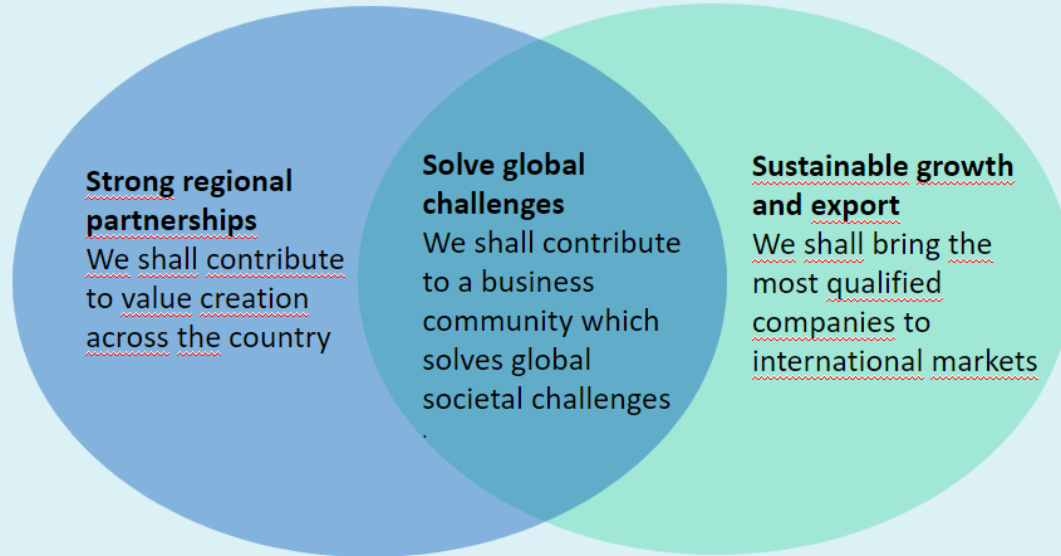 Strong regional
partnerships
We shall contribute
to value creation
across the country
Solve global
challenges
We shall contribute
to a business
community which
solves global
societal challenges
.
Sustainable growth
and export
We shall bring the
most qualified
companies to
international markets